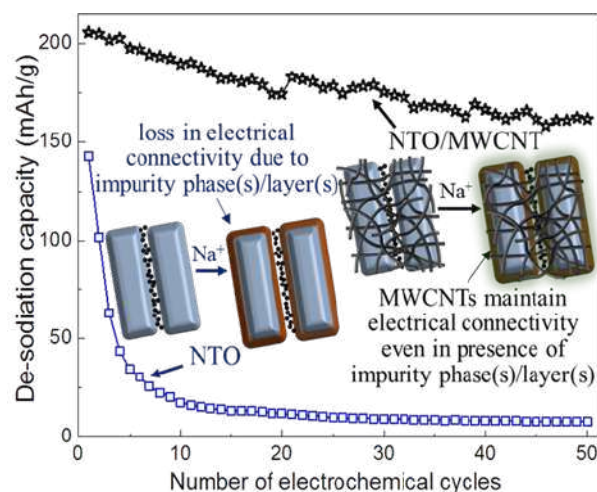 200
150
100
50
0
De-sodiation capacity (mAh/g)
NTO/MWCNT
loss in electrical
connectivity due to
impurity phase(s)/layer(s)
Na+
Na+
MWCNTs maintain
electrical connectivity
even in presence of
impurity phase(s)/layer(s)
NTO
0 10 20 30 40 50
Number of electrochemical cycles